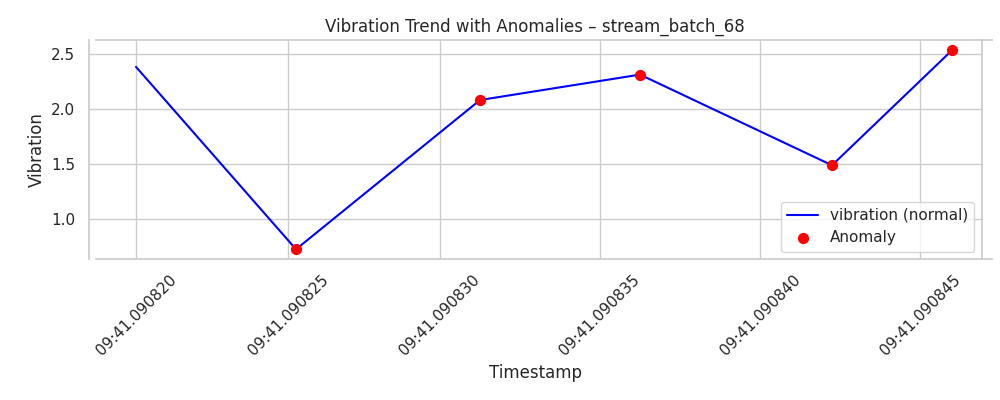 Vibration Trend with Anomalies – stream_batch_68
Vibration
2.5
2.0
1.5
1.0
vibration (normal)
Anomaly
09:41.090820
09:41.090825
09:41.090830
09:41.090835
09:41.090840
09:41.090845
Timestamp